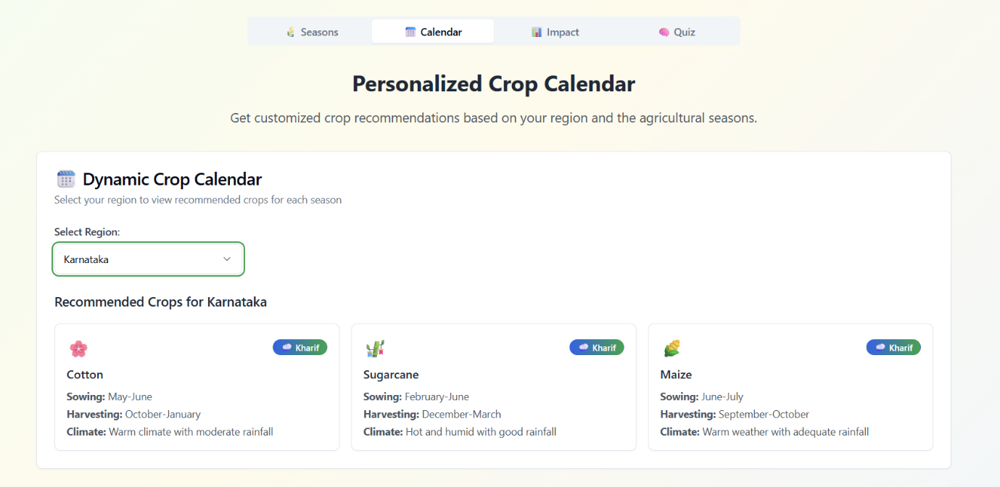 Seasons Calendar Impact Quiz
Personalized Crop Calendar
Get customized crop recommendations based on your region and the agricultural seasons.
Dynamic Crop Calendar
Select your region to view recommended crops for each season
Select Region:
Karnataka
Recommended Crops for Karnataka
Kharif
Cotton
Sowing: May-June
Harvesting: October-January
Climate: Warm climate with moderate rainfall
Kharif
Sugarcane
Sowing: February-June
Harvesting: December-March
Climate: Hot and humid with good rainfall
Kharif
Maize
Sowing: June-July
Harvesting: September-October
Climate: Warm weather with adequate rainfall